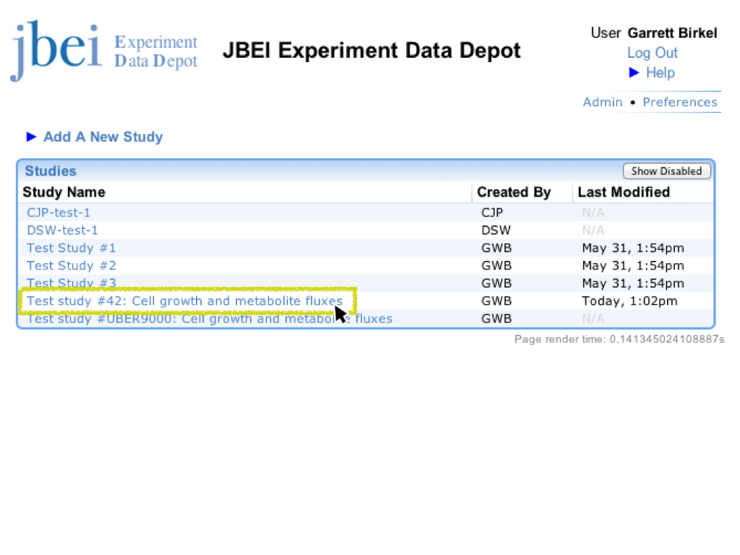 jbei Experiment
Data Depot
JBEI Experiment Data Depot
User Garrett Birkel
Log Out
Help
Admin • Preferences
Add A New Study
Studies Show Disabled
Study Name Created By Last Modified
CJP-test-1 CJP N/A
DSW-test-1 DSW N/A
Test Study #1 GWB May 31, 1:54pm
Test Study #2 GWB May 31, 1:54pm
Test Study #3 GWB May 31, 1:54pm
Test study #42: Cell growth and metabolite fluxes GWB Today, 1:02pm
Test study #UBER9000: Cell growth and metabolite fluxes GWB N/A
Page render time: 0.141345024108887s